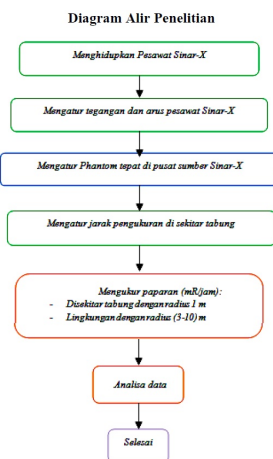 Diagram Alir Penelitian
Menghidupkan Pesawat Sinar-X
Mengatur tegangan dan arus pesawat Sinar-X
Mengatur Phantom tepat di pusat sumber Sinar-X
Mengatur jarak pengukuran di sekitar tabung
Mengukur paparan (mR/jam):
- Disekitar tabung dengan radius 1 m
- Lingkungan dengan radius (3-10) m
Analisa data
Selesai